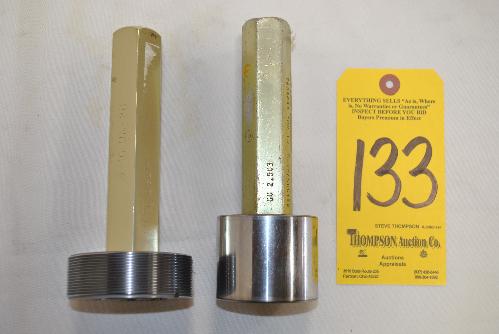 GO 2.503
EVERYTHING SELLS "As is, Where
is, No Warranties or Guarantees"
INSPECT BEFORE YOU BID
Buyers Premium in Effect
133
STEVE THOMPSON
THOMPSON Auction Co.
Auctions
Appraisals